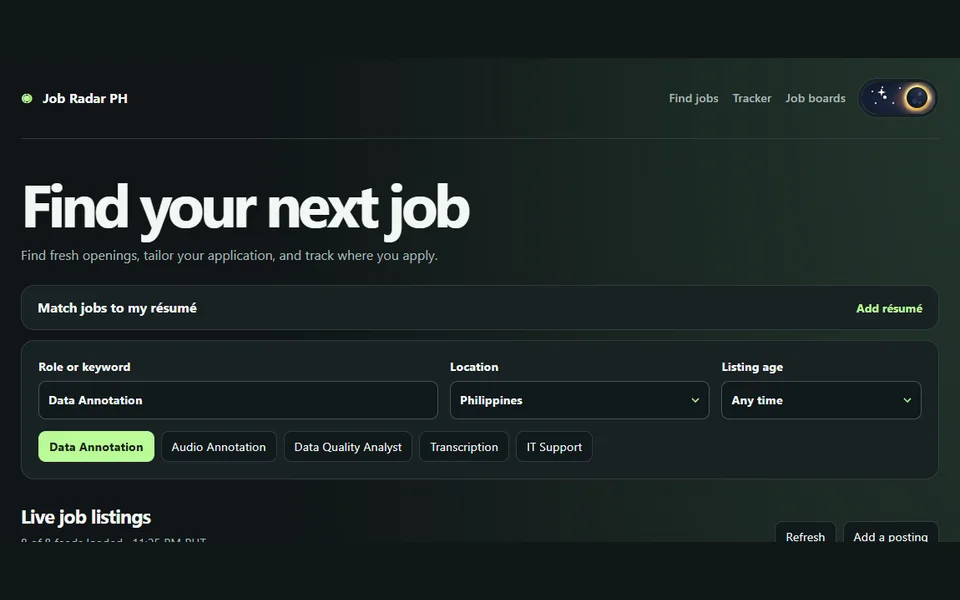 Job Radar PH
Find jobs Tracker Job boards
Find your next job
Find fresh openings, tailor your application, and track where you apply.
Match jobs to my résumé Add résumé
Role or keyword Location Listing age
Data Annotation Philippines Any time
Data Annotation Audio Annotation Data Quality Analyst Transcription IT Support
Live job listings
Refresh Add a posting